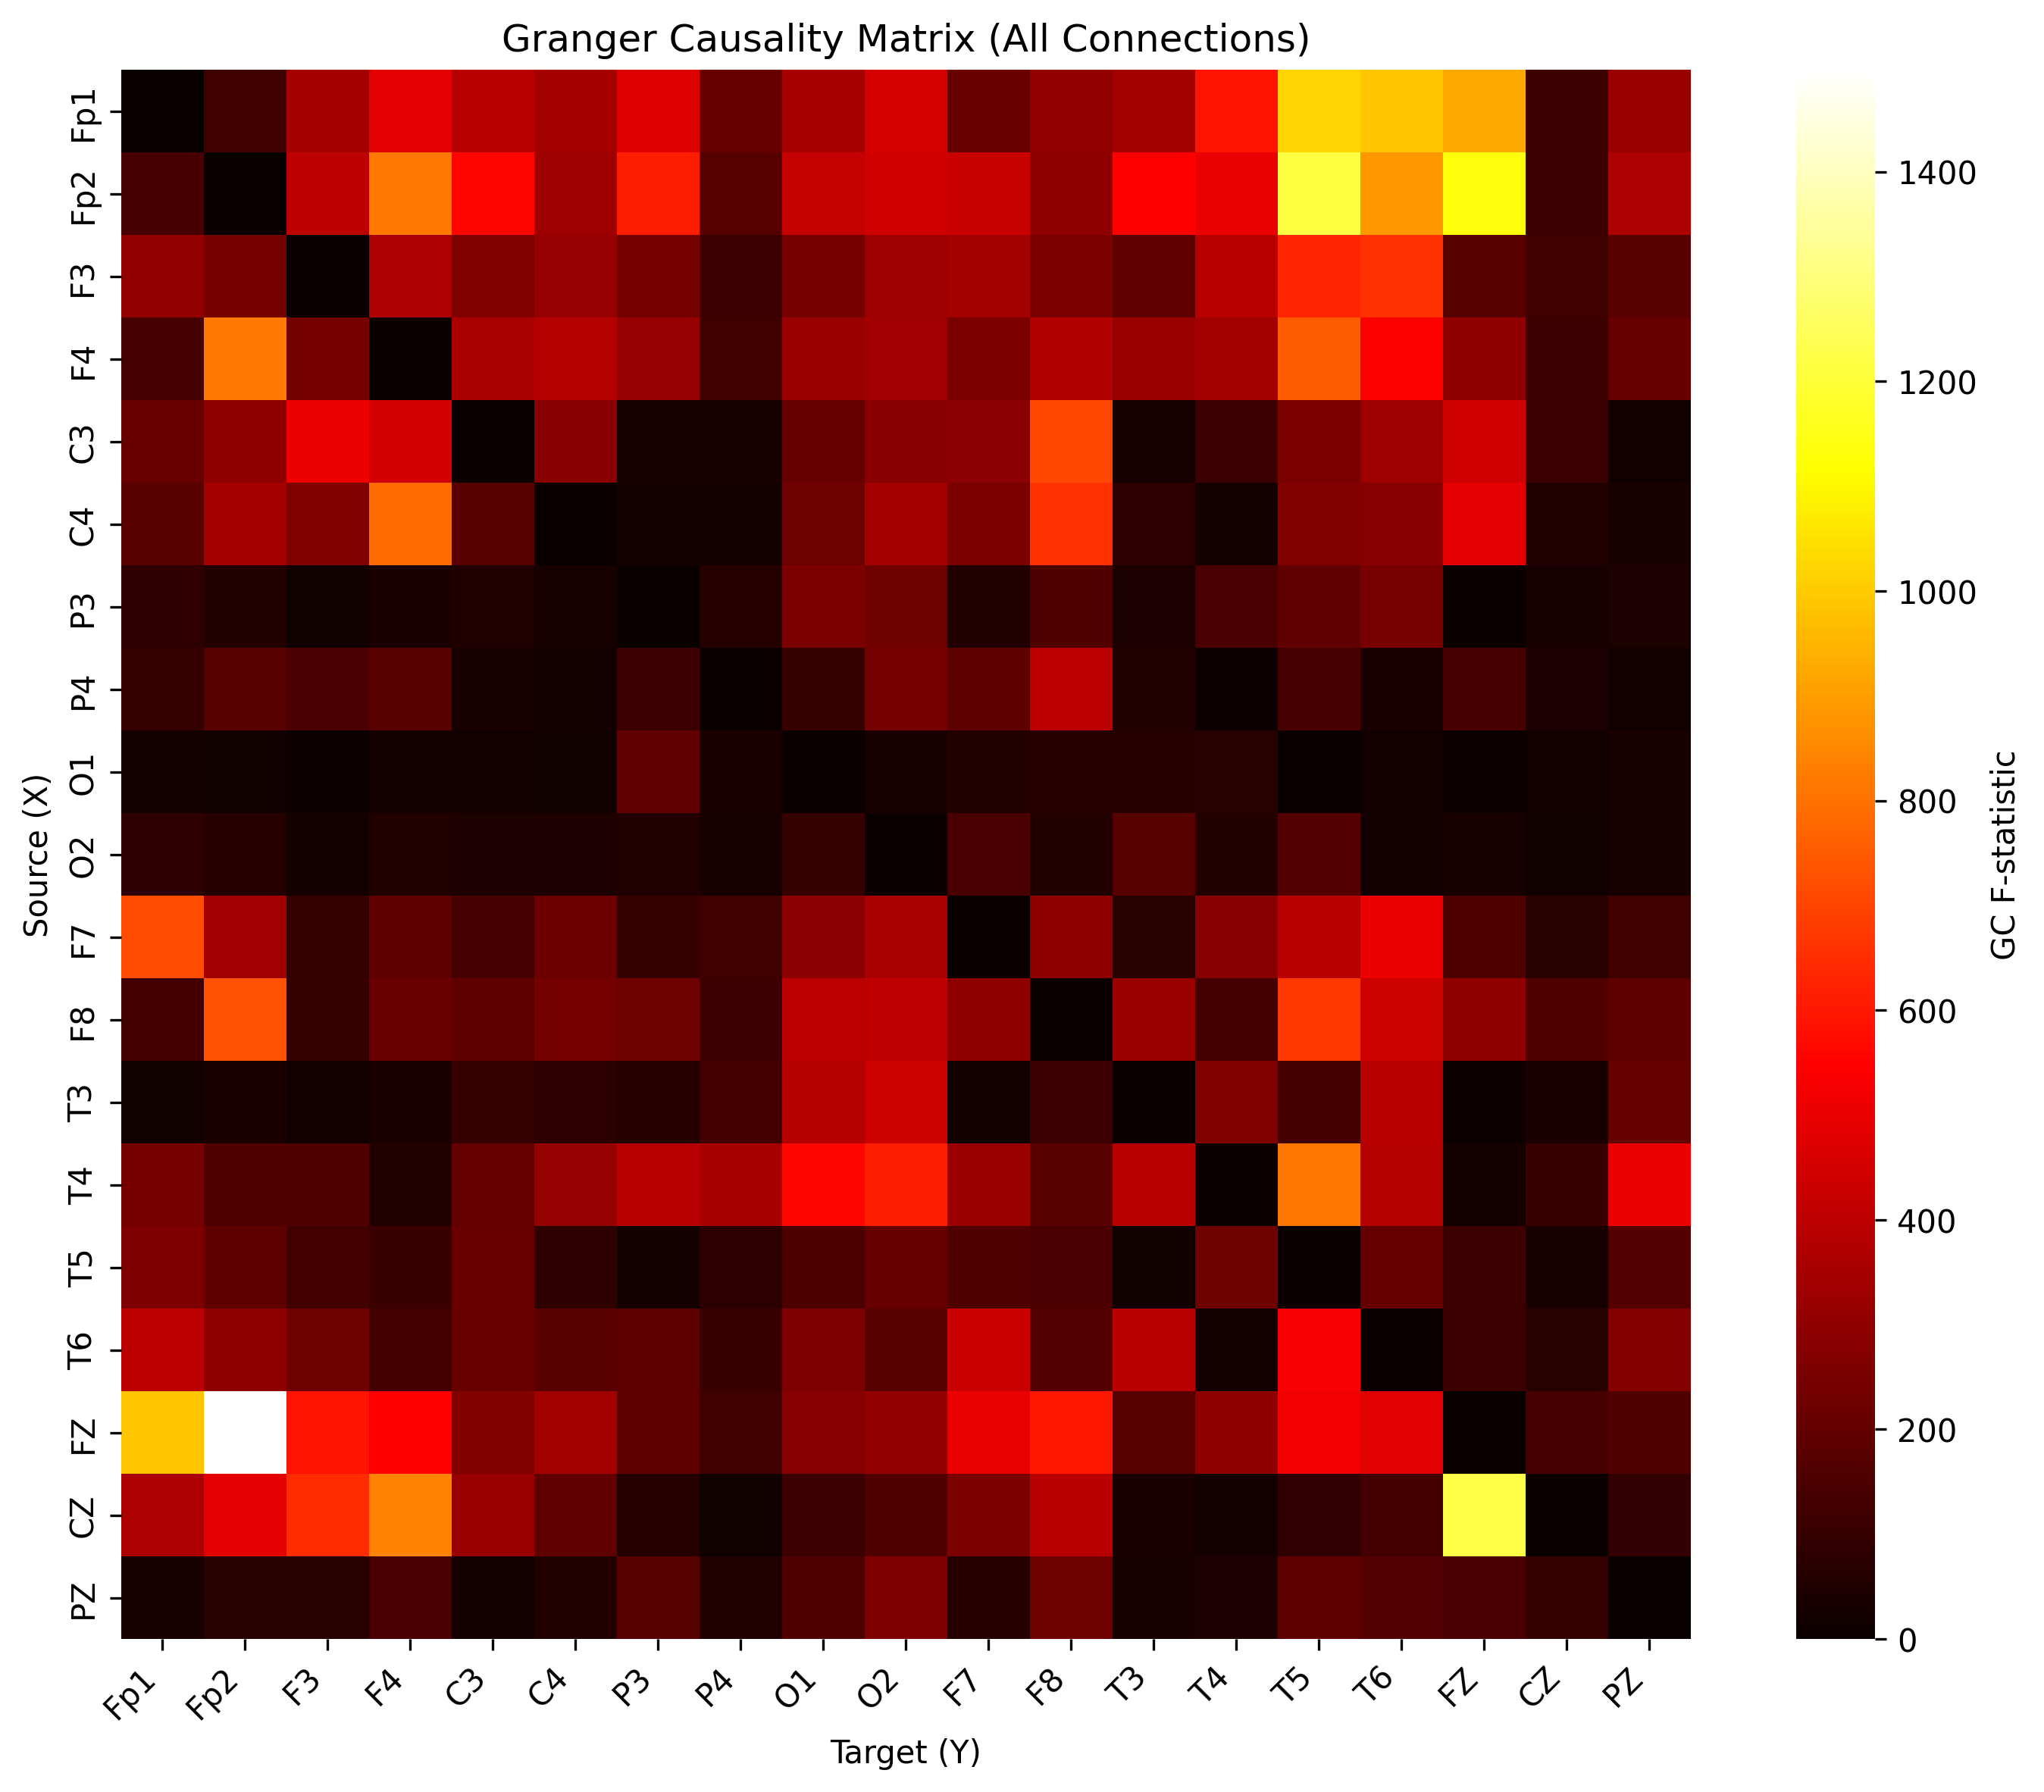 Granger Causality Matrix (All Connections)
Source (X)
Fp1
Fp2
F3
F4
C3
C4
P3
P4
O1
O2
F7
F8
T3
T4
T5
T6
FZ
CZ
PZ
Fp1 Fp2 F3 F4 C3 C4 P3 P4 O1 O2 F7 F8 T3 T4 T5 T6 FZ CZ PZ
Target (Y)
1400
1200
1000
800
600
400
200
0
GC F-statistic